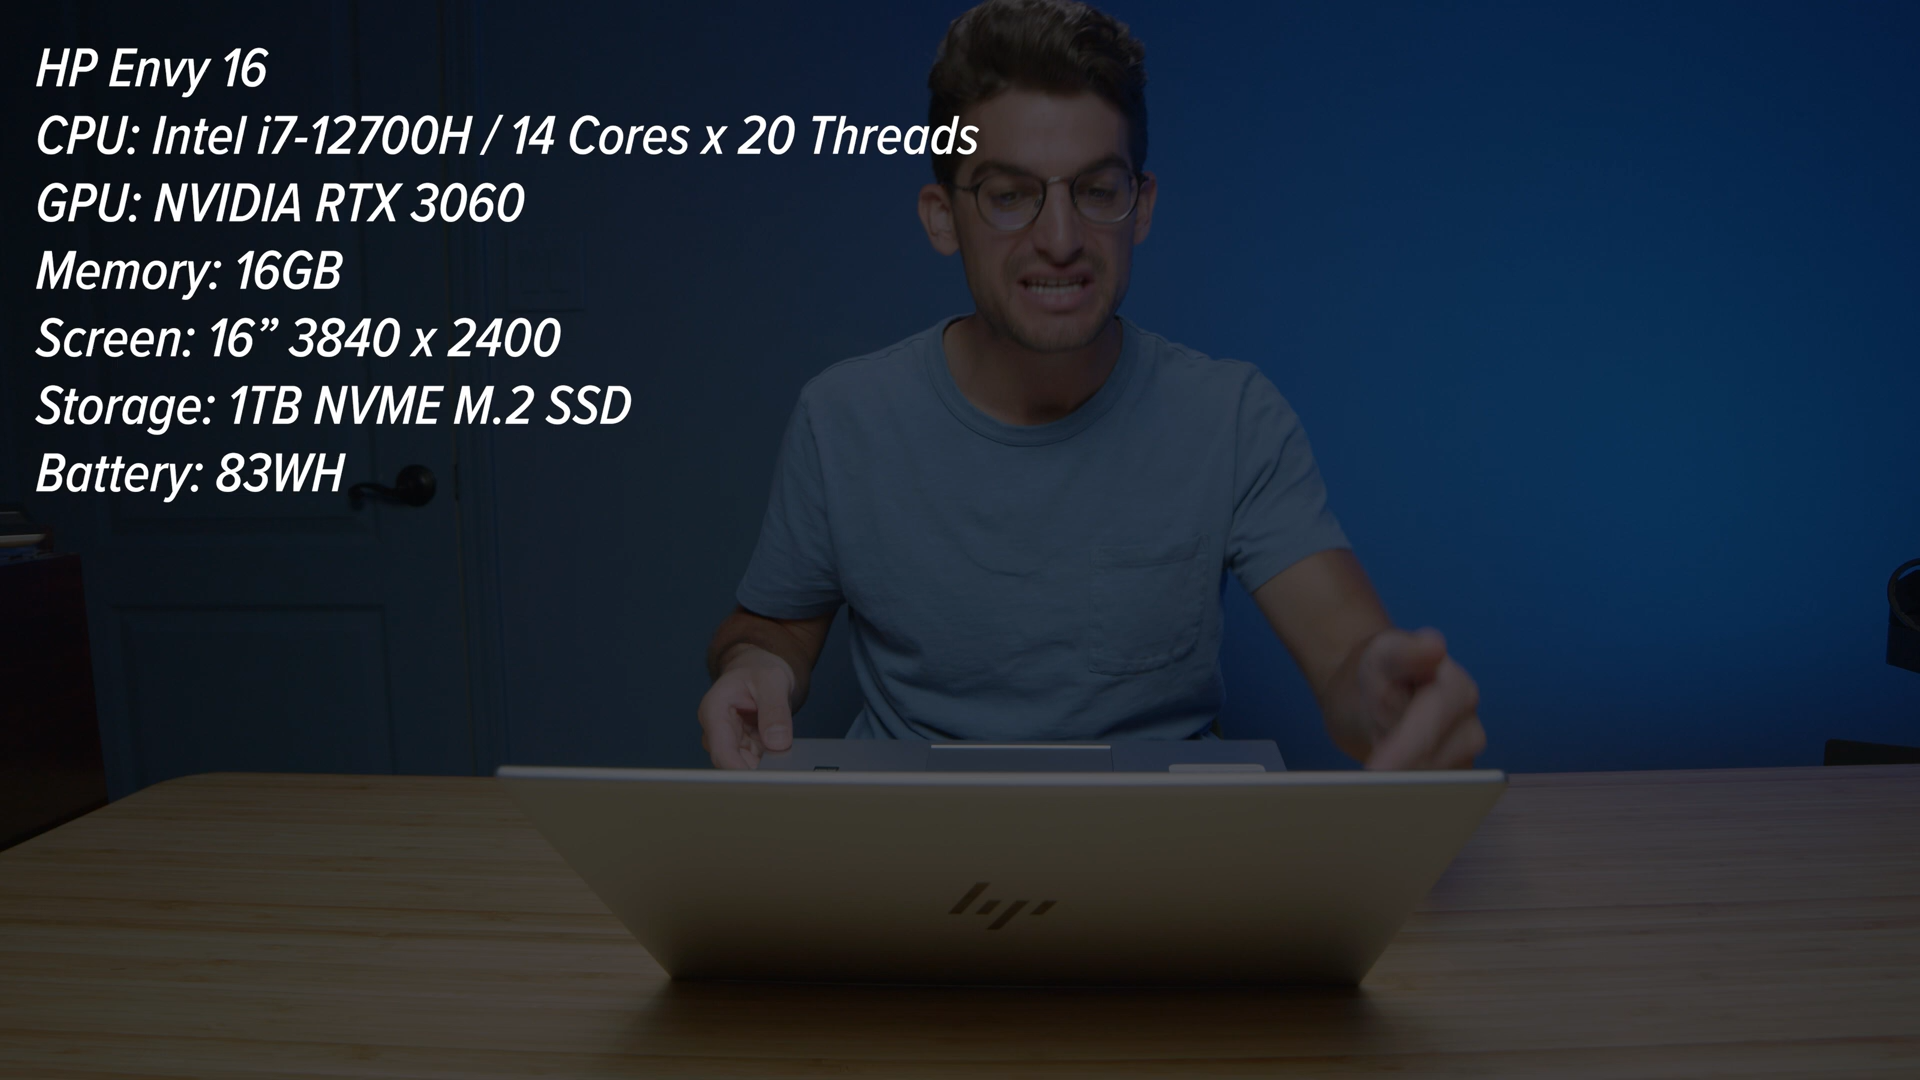 HP Envy 16
CPU: Intel i7-12700H / 14 Cores x 20 Threads
GPU: NVIDIA RTX 3060
Memory: 16GB
Screen: 16” 3840 x 2400
Storage: 1TB NVME M.2 SSD
Battery: 83WH
hp